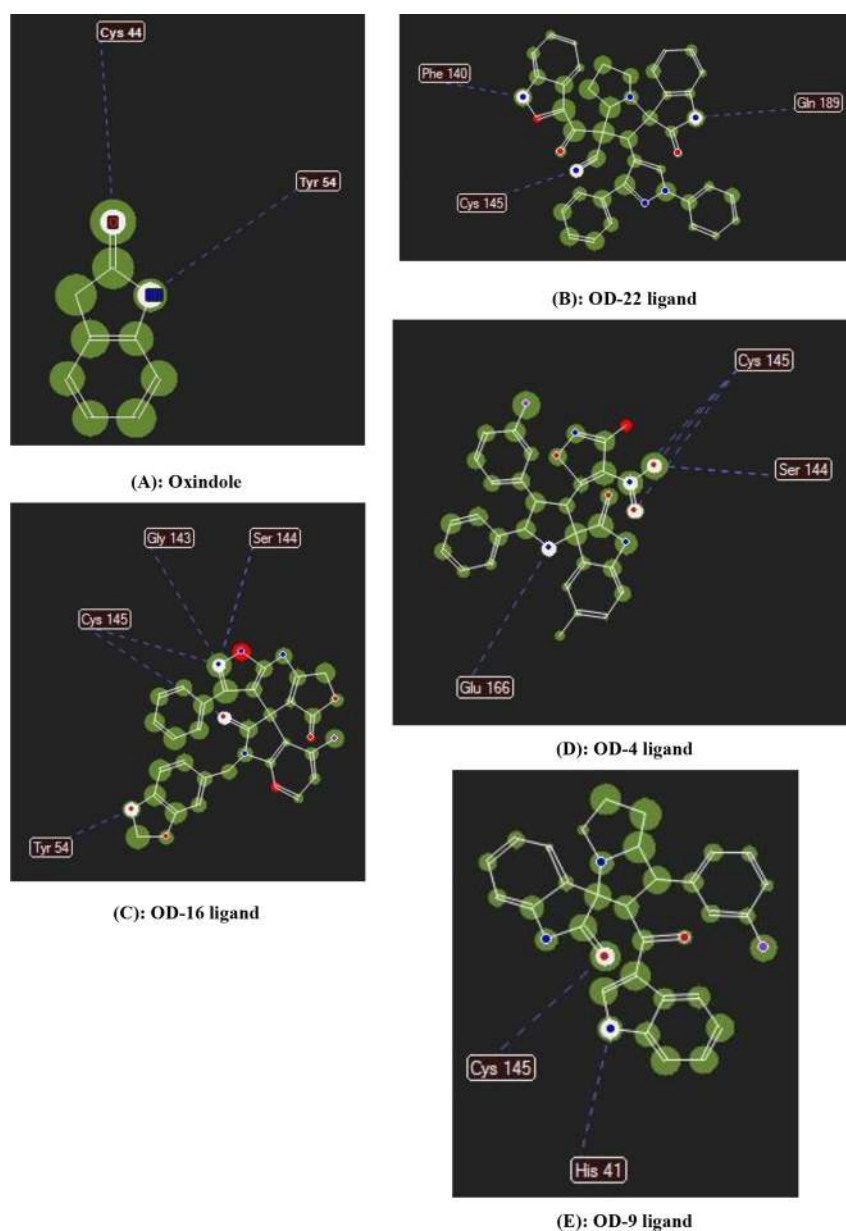 Cys 44
Tyr 54
(A): Oxindole
Phe 140
Gln 189
Cys 145
(B): OD-22 ligand
Gly 143
Ser 144
Cys 145
Tyr 54
(C): OD-16 ligand
Cys 145
Ser 144
Glu 166
(D): OD-4 ligand
Cys 145
His 41
(E): OD-9 ligand